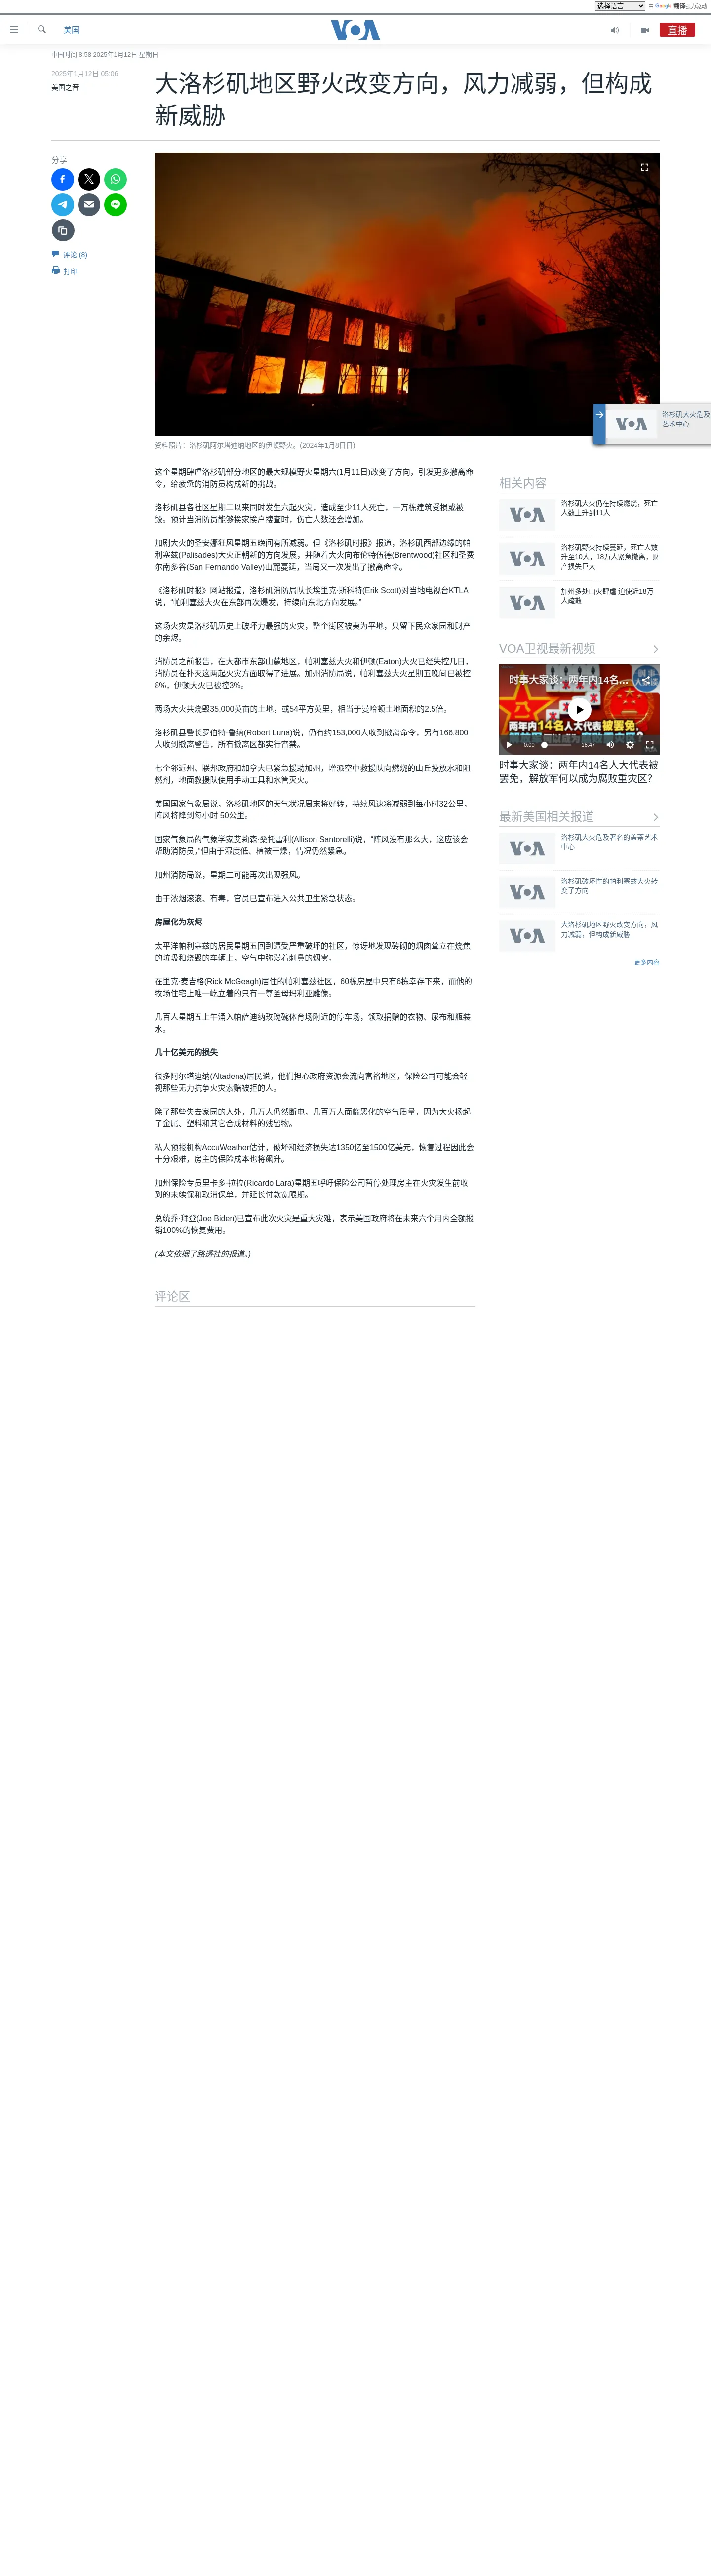 选择语言
由 Google 翻译强力驱动
美国
VOA
直播
中国时间 8:58 2025年1月12日 星期日
2025年1月12日 05:06
美国之音
大洛杉矶地区野火改变方向，风力减弱，但构成
新威胁
分享
评论 (8)
打印
资料照片：洛杉矶阿尔塔迪纳地区的伊顿野火。(2024年1月8日日)
洛杉矶大火危及
艺术中心
VOA
这个星期肆虐洛杉矶部分地区的最大规模野火星期六(1月11日)改变了方向，引发更多撤离命
令，给疲惫的消防员构成新的挑战。
洛杉矶县各社区星期二以来同时发生六起火灾，造成至少11人死亡，一万栋建筑受损或被
毁。预计当消防员能够挨家挨户搜查时，伤亡人数还会增加。
加剧大火的圣安娜狂风星期五晚间有所减弱。但《洛杉矶时报》报道，洛杉矶西部边缘的帕
利塞兹(Palisades)大火正朝新的方向发展，并随着大火向布伦特伍德(Brentwood)社区和圣费
尔南多谷(San Fernando Valley)山麓蔓延，当局又一次发出了撤离命令。
《洛杉矶时报》网站报道，洛杉矶消防局队长埃里克·斯科特(Erik Scott)对当地电视台KTLA
说，“帕利塞兹大火在东部再次爆发，持续向东北方向发展。”
这场火灾是洛杉矶历史上破坏力最强的火灾，整个街区被夷为平地，只留下民众家园和财产
的余烬。
消防员之前报告，在大都市东部山麓地区，帕利塞兹大火和伊顿(Eaton)大火已经失控几日，
消防员在扑灭这两起火灾方面取得了进展。加州消防局说，帕利塞兹大火星期五晚间已被控
8%，伊顿大火已被控3%。
两场大火共烧毁35,000英亩的土地，或54平方英里，相当于曼哈顿土地面积的2.5倍。
洛杉矶县警长罗伯特·鲁纳(Robert Luna)说，仍有约153,000人收到撤离命令，另有166,800
人收到撤离警告，所有撤离区都实行宵禁。
七个邻近州、联邦政府和加拿大已紧急援助加州，增派空中救援队向燃烧的山丘投放水和阻
燃剂，地面救援队使用手动工具和水管灭火。
美国国家气象局说，洛杉矶地区的天气状况周末将好转，持续风速将减弱到每小时32公里，
阵风将降到每小时 50公里。
国家气象局的气象学家艾莉森·桑托雷利(Allison Santorelli)说，“阵风没有那么大，这应该会
帮助消防员，”但由于湿度低、植被干燥，情况仍然紧急。
加州消防局说，星期二可能再次出现强风。
由于浓烟滚滚、有毒，官员已宣布进入公共卫生紧急状态。
房屋化为灰烬
太平洋帕利塞兹的居民星期五回到遭受严重破坏的社区，惊讶地发现砖砌的烟囱耸立在烧焦
的垃圾和烧毁的车辆上，空气中弥漫着刺鼻的烟雾。
在里克·麦吉格(Rick McGeagh)居住的帕利塞兹社区，60栋房屋中只有6栋幸存下来，而他的
牧场住宅上唯一屹立着的只有一尊圣母玛利亚雕像。
几百人星期五上午涌入帕萨迪纳玫瑰碗体育场附近的停车场，领取捐赠的衣物、尿布和瓶装
水。
几十亿美元的损失
很多阿尔塔迪纳(Altadena)居民说，他们担心政府资源会流向富裕地区，保险公司可能会轻
视那些无力抗争火灾索赔被拒的人。
除了那些失去家园的人外，几万人仍然断电，几百万人面临恶化的空气质量，因为大火扬起
了金属、塑料和其它合成材料的残留物。
私人预报机构AccuWeather估计，破坏和经济损失达1350亿至1500亿美元，恢复过程因此会
十分艰难，房主的保险成本也将飙升。
加州保险专员里卡多·拉拉(Ricardo Lara)星期五呼吁保险公司暂停处理房主在火灾发生前收
到的未续保和取消保单，并延长付款宽限期。
总统乔·拜登(Joe Biden)已宣布此次火灾是重大灾难，表示美国政府将在未来六个月内全额报
销100%的恢复费用。
(本文依据了路透社的报道。)
评论区
相关内容
VOA
洛杉矶大火仍在持续燃烧，死亡
人数上升到11人
VOA
洛杉矶野火持续蔓延，死亡人数
升至10人，18万人紧急撤离，财
产损失巨大
VOA
加州多处山火肆虐 迫使近18万
人疏散
VOA卫视最新视频
时事大家谈：两年内14名...
两年内14名人大代表被罢免
0:00
18:47
时事大家谈：两年内14名人大代表被
罢免，解放军何以成为腐败重灾区？
最新美国相关报道
VOA
洛杉矶大火危及著名的盖蒂艺术
中心
VOA
洛杉矶破坏性的帕利塞兹大火转
变了方向
VOA
大洛杉矶地区野火改变方向，风
力减弱，但构成新威胁
更多内容